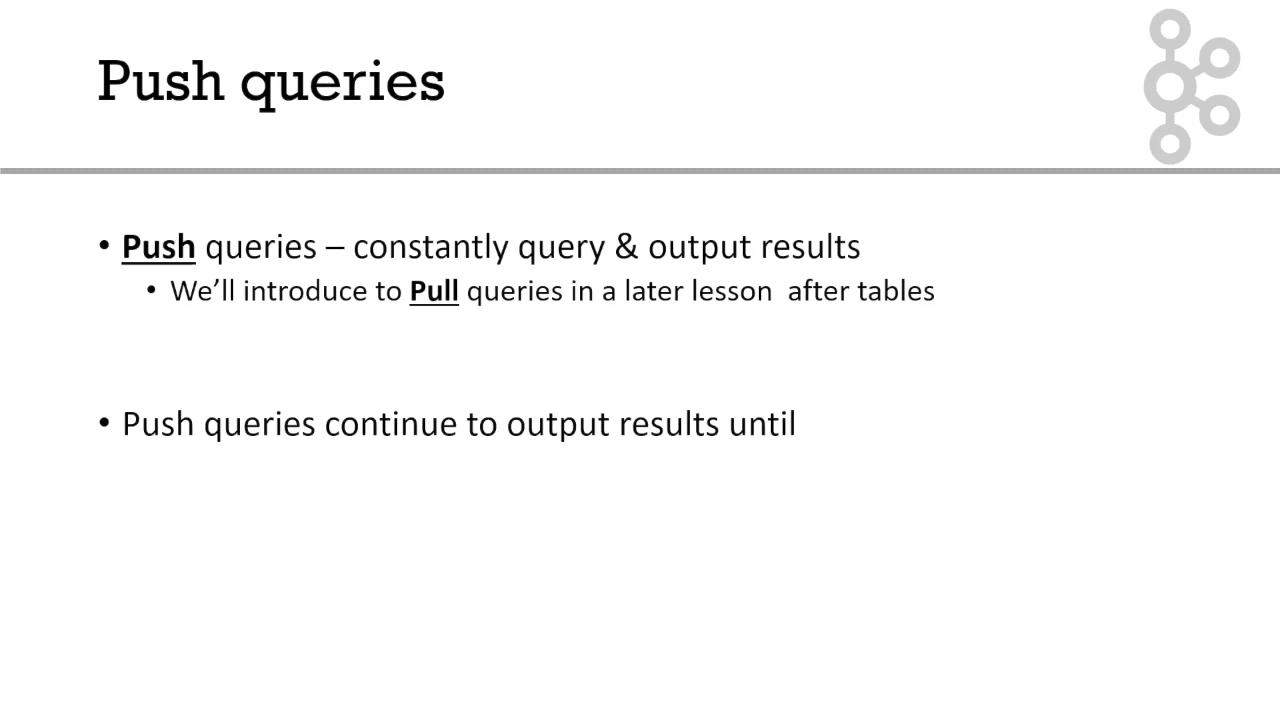 Push queries
• Push queries – constantly query & output results
• We’ll introduce to Pull queries in a later lesson  after tables
• Push queries continue to output results until